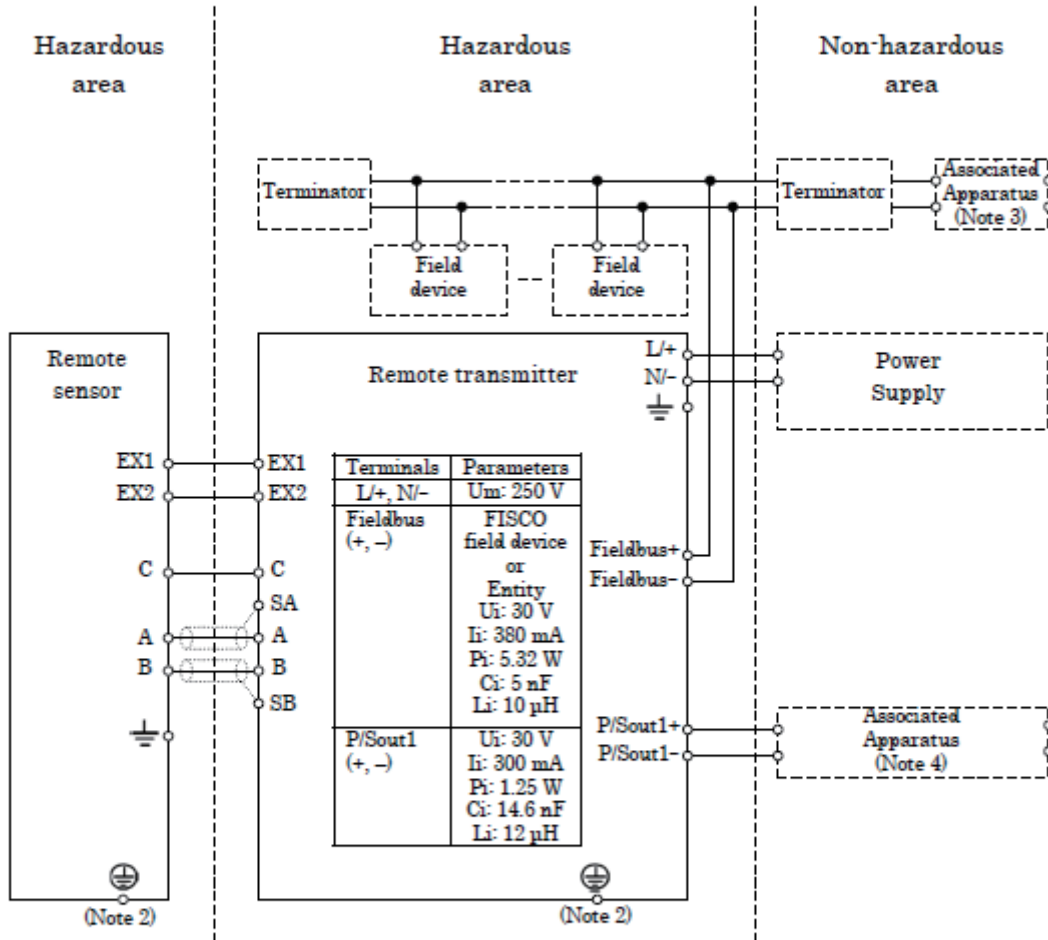 Hazardous
area
Hazardous
area
Non-hazardous
area
Terminator
Terminator
Associated
Apparatus
(Note 3)
Field
device
Field
device
Remote
sensor
Remote transmitter
L/+
N/−
Power
Supply
EX1
EX2
C
A
B
EX1
EX2
C
SA
A
B
SB
Terminals Parameters
L/+, N/− Um: 250 V
Fieldbus
(+, −)
FISCO
field device
or
Entity
Ui: 30 V
Ii: 380 mA
Pi: 5.32 W
Ci: 5 nF
Li: 10 µH
P/Sout1
(+, −)
Ui: 30 V
Ii: 300 mA
Pi: 1.25 W
Ci: 14.6 nF
Li: 12 µH
Fieldbus+
Fieldbus−
P/Sout1+
P/Sout1−
Associated
Apparatus
(Note 4)
(Note 2)
(Note 2)